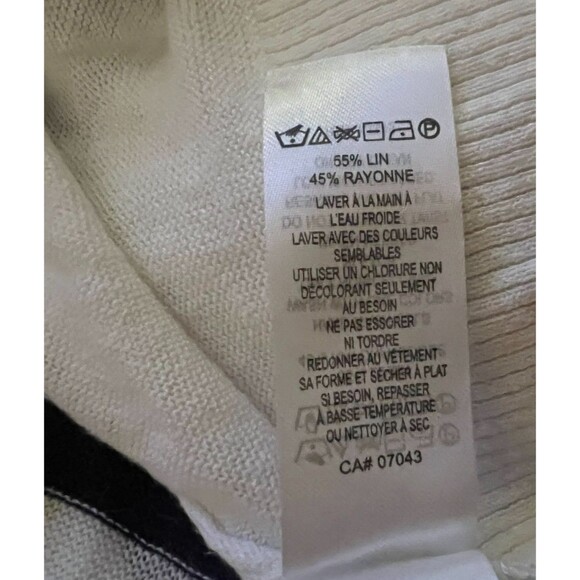 55% LIN
45% RAYONNE
LAVER À LA MAIN À
L'EAU FROIDE
LAVER AVEC DES COULEURS
SEMBLABLES
UTILISER UN CHLORURE NON
DÉCOLORANT SEULEMENT
AU BESOIN
NE PAS ESSORER
NI TORDRE
REDONNER AU VÊTEMENT
SA FORME ET SÉCHER À PLAT
SI BESOIN, REPASSER
À BASSE TEMPÉRATURE
OU NETTOYER À SEC
CA# 07043